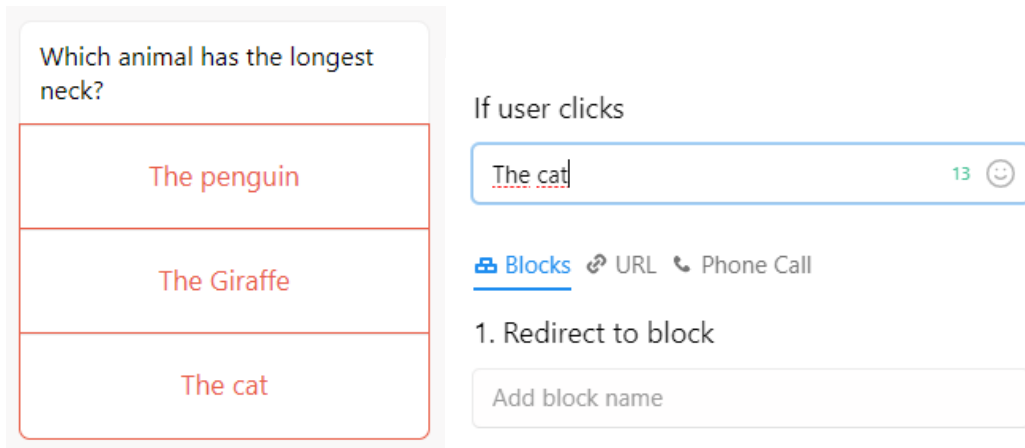 Which animal has the longest
neck?
The penguin
The Giraffe
The cat
If user clicks
The cat 13
Blocks URL Phone Call
1. Redirect to block
Add block name